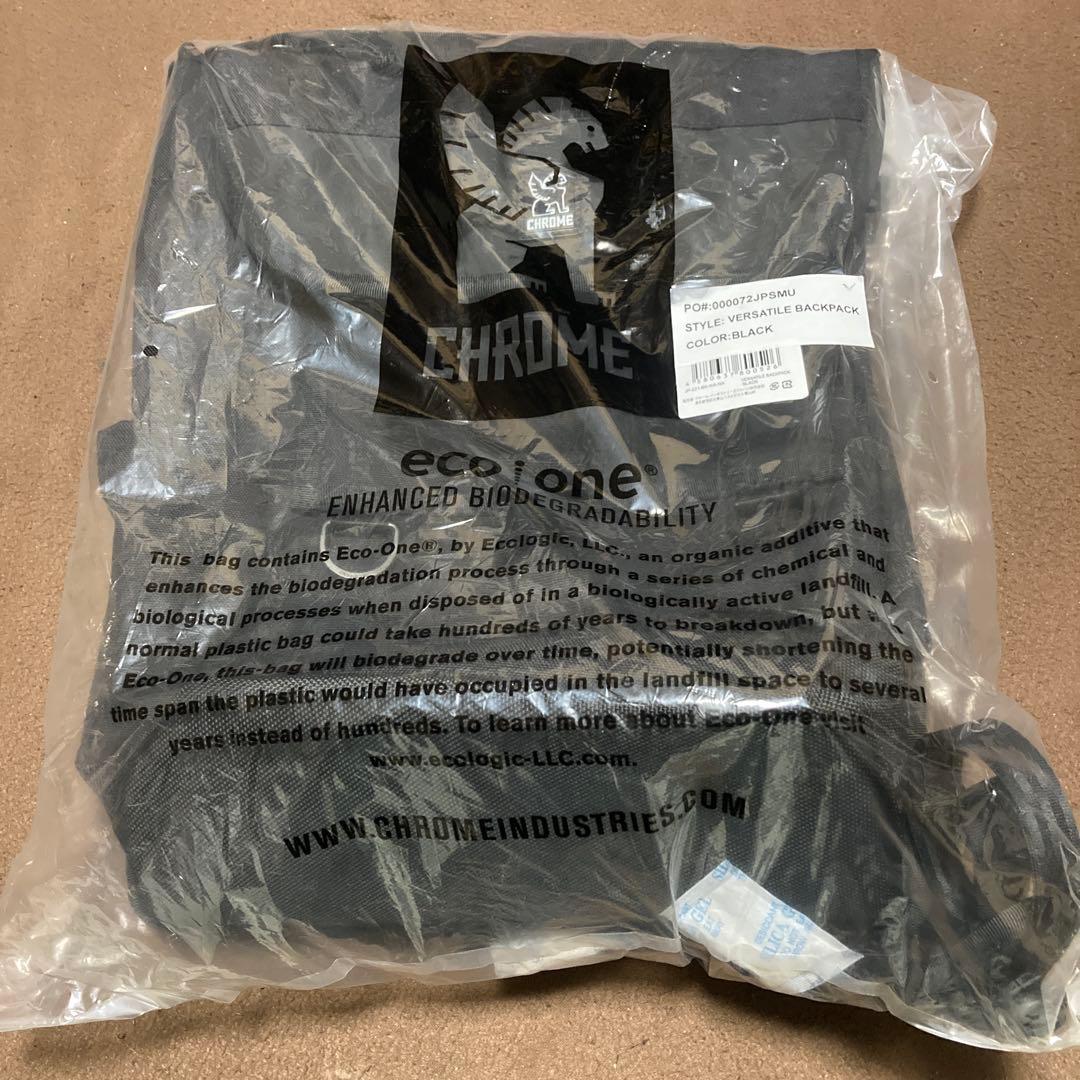 CHROME
CHROME
PO#:000072JPSMU
STYLE: VERSATILE BACKPACK
COLOR:BLACK
VERSATILE BACKPACK
BLACK
eco one®
ENHANCED BIODEGRADABILITY
This bag contains Eco-One®, by Ecologic, LLC., an organic additive that
enhances the biodegradation process through a series of chemical and
biological processes when disposed of in a biologically active landfill. A
normal plastic bag could take hundreds of years to breakdown, but
Eco-One, this-bag will biodegrade over time, potentially shortening the
time span the plastic would have occupied in the landfill space to several
years instead of hundreds. To learn more about Eco-One visit
www.ecologic-LLC.com.
WWW.CHROMEINDUSTRIES.COM